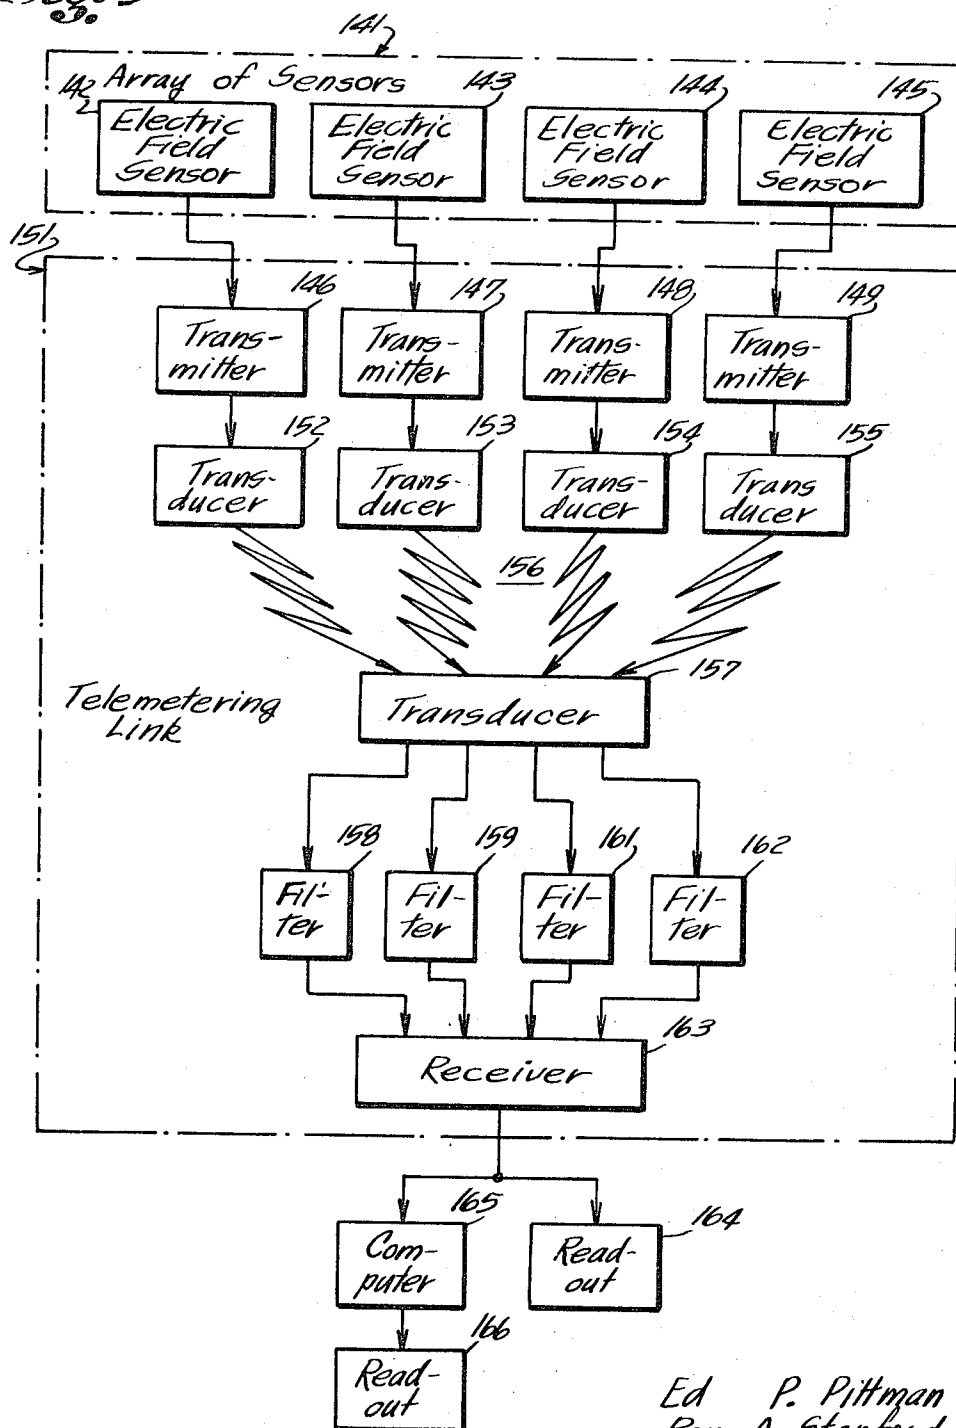 141
Array of Sensors
142
143
144
145
Electric
Field
Sensor
Electric
Field
Sensor
Electric
Field
Sensor
Electric
Field
Sensor
151
146
147
148
149
Trans-
mitter
Trans-
mitter
Trans-
mitter
Trans-
mitter
152
153
154
155
Trans-
ducer
Trans-
ducer
Trans-
ducer
Trans
ducer
156
157
Transducer
Telemetering
Link
158
159
161
162
Fil-
ter
Fil-
ter
Fil-
ter
Fil-
ter
163
Receiver
165
164
Com-
puter
Read-
out
166
Read-
out
Ed P. Pittman
A. Stanford